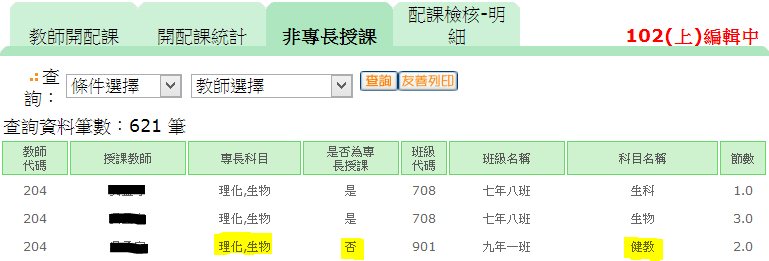 教師開配課 開配課統計 非專長授課 配課檢核-明
細
102(上)編輯中
查
詢： 條件選擇 教師選擇 查詢 友善列印
查詢資料筆數：621 筆
教師
代碼 授課教師 專長科目 是否為專
長授課 班級
代碼 班級名稱 科目名稱 節數
204 理化,生物 是 708 七年八班 生科 1.0
204 理化,生物 是 708 七年八班 生物 3.0
204 理化,生物 否 901 九年一班 健教 2.0